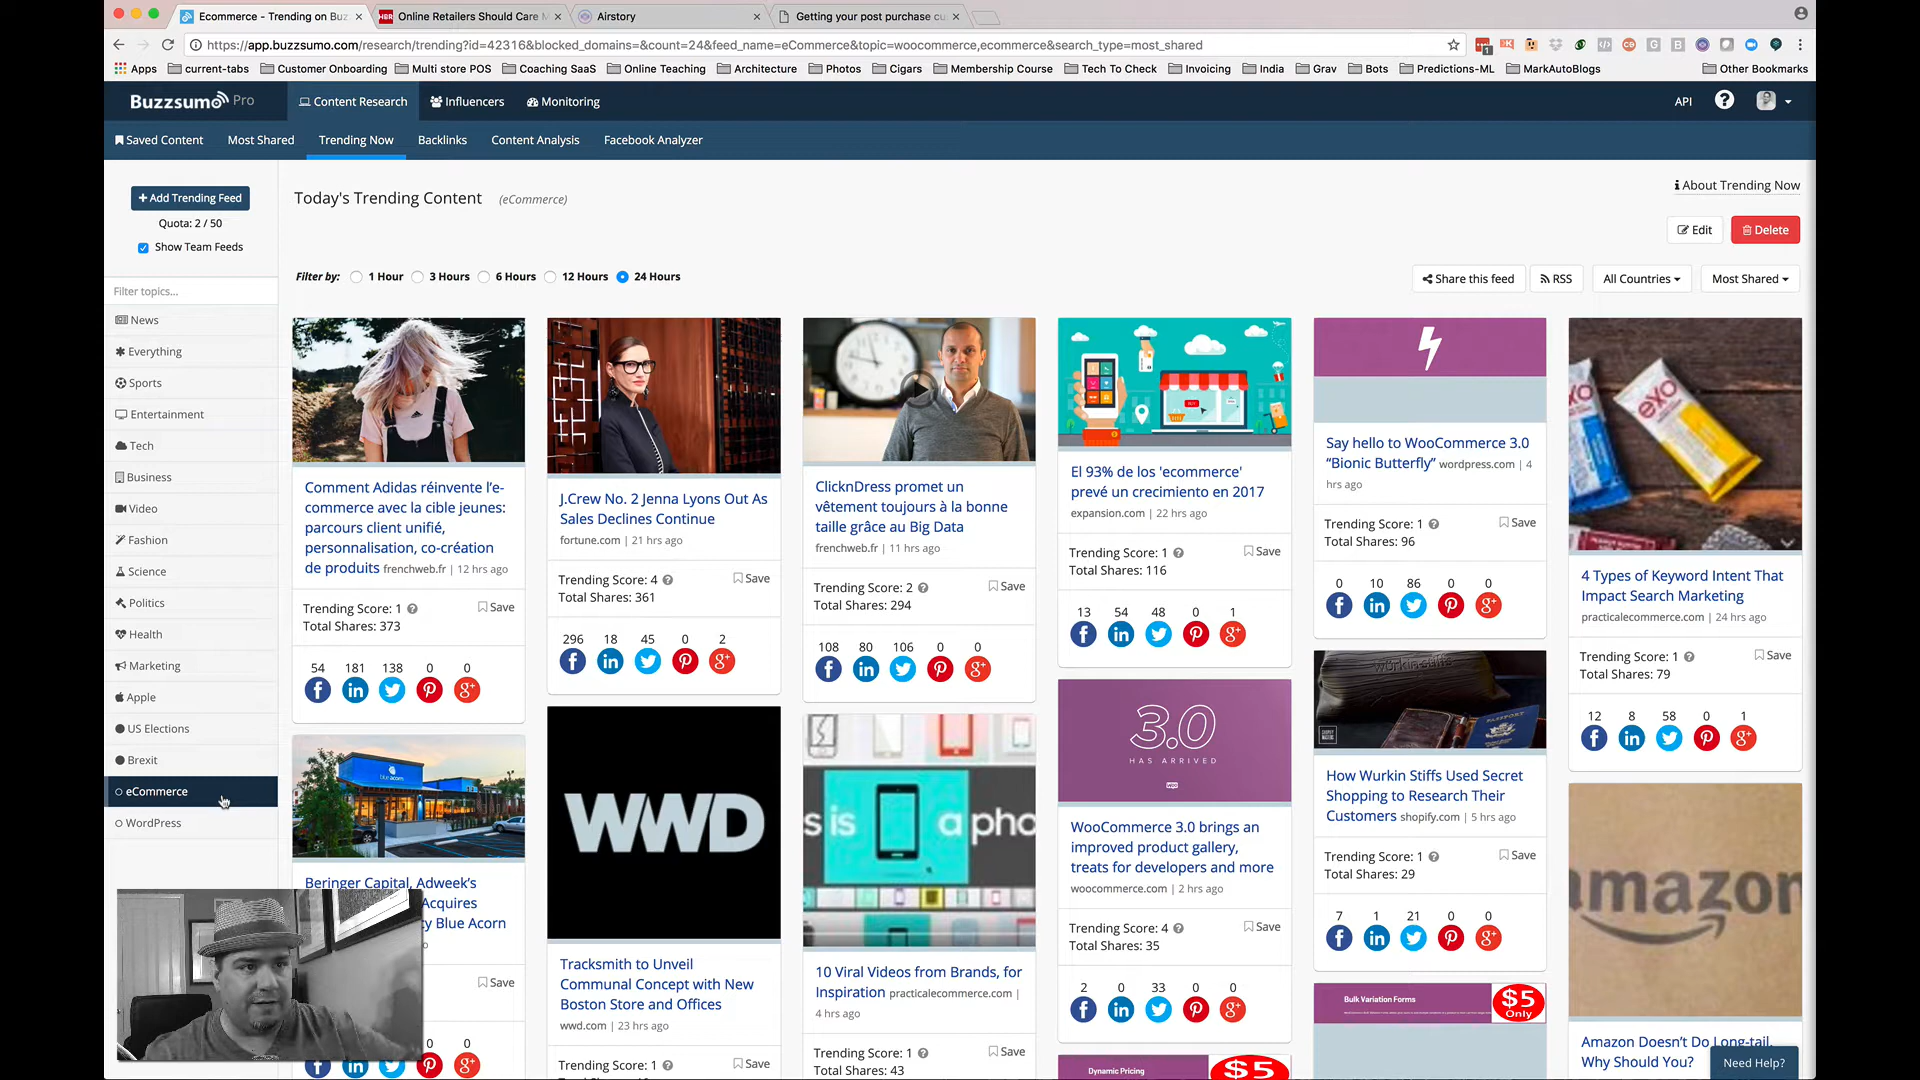 Ecommerce - Trending on Buz
Online Retailers Should Care M
Airstory
Getting your post purchase cu
https://app.buzzsumo.com/research/trending?id=42316&blocked_domains=&count=24&feed_name=eCommerce&topic=woocommerce,ecommerce&search_type=most_shared
Apps current-tabs Customer Onboarding Multi store POS Coaching SaaS Online Teaching Architecture Photos Cigars Membership Course Tech To Check Invoicing India Grav Bots Predictions-ML MarkAutoBlogs Other Bookmarks
Buzzsumo Pro
Content Research Influencers Monitoring API
Saved Content Most Shared Trending Now Backlinks Content Analysis Facebook Analyzer
+ Add Trending Feed
Quota: 2 / 50
Show Team Feeds
Filter topics...
News
Everything
Sports
Entertainment
Tech
Business
Video
Fashion
Science
Politics
Health
Marketing
Apple
US Elections
Brexit
eCommerce
WordPress
Today's Trending Content (eCommerce)
About Trending Now
Edit Delete
Filter by: 1 Hour 3 Hours 6 Hours 12 Hours 24 Hours
Share this feed RSS All Countries Most Shared
Comment Adidas réinvente l'e-
commerce avec la cible jeunes:
parcours client unifié,
personnalisation, co-création
de produits frenchweb.fr | 12 hrs ago
Trending Score: 1 Save
Total Shares: 373
54 181 138 0 0
blue acorn
Beringer Capital, Adweek's
Acquires
y Blue Acorn
Save
0 0
J.Crew No. 2 Jenna Lyons Out As
Sales Declines Continue
fortune.com | 21 hrs ago
Trending Score: 4 Save
Total Shares: 361
296 18 45 0 2
WWD
Tracksmith to Unveil
Communal Concept with New
Boston Store and Offices
wwd.com | 23 hrs ago
Trending Score: 1 Save
ClicknDress promet un
vêtement toujours à la bonne
taille grâce au Big Data
frenchweb.fr | 11 hrs ago
Trending Score: 2 Save
Total Shares: 294
108 80 106 0 0
s is a pho
10 Viral Videos from Brands, for
Inspiration practicalecommerce.com |
4 hrs ago
Trending Score: 1 Save
Total Shares: 43
BUY
El 93% de los 'ecommerce'
prevé un crecimiento en 2017
expansion.com | 22 hrs ago
Trending Score: 1 Save
Total Shares: 116
13 54 48 0 1
3.0
HAS ARRIVED
woo
WooCommerce 3.0 brings an
improved product gallery,
treats for developers and more
woocommerce.com | 2 hrs ago
Trending Score: 4 Save
Total Shares: 35
2 0 33 0 0
Dynamic Pricing $5
Say hello to WooCommerce 3.0
“Bionic Butterfly” wordpress.com | 4
hrs ago
Trending Score: 1 Save
Total Shares: 96
0 10 86 0 0
PASSPORT
How Wurkin Stiffs Used Secret
Shopping to Research Their
Customers shopify.com | 5 hrs ago
Trending Score: 1 Save
Total Shares: 29
7 1 21 0 0
Bulk Variation Forms $5
Only
exo
exo
4 Types of Keyword Intent That
Impact Search Marketing
practicalecommerce.com | 24 hrs ago
Trending Score: 1 Save
Total Shares: 79
12 8 58 0 1
amazon
Amazon Doesn't Do Long-tail.
Why Should You?
Need Help?